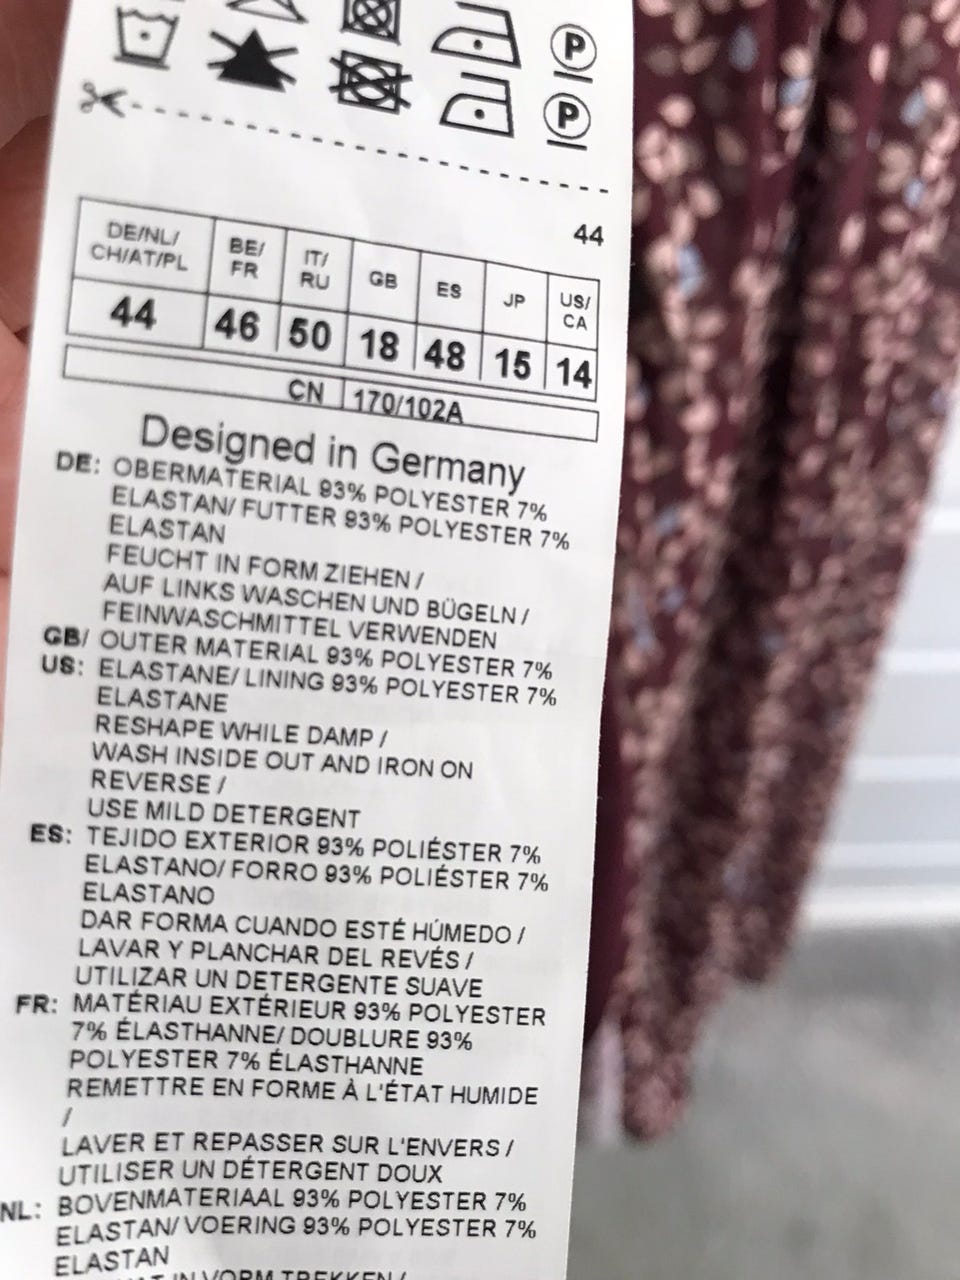 P
P
44
DE/NL/
CH/AT/PL
BE/
FR
IT/
RU
GB
ES
JP
US/
CA
44
46
50
18
48
15
14
CN 170/102A
Designed in Germany
DE: OBERMATERIAL 93% POLYESTER 7%
ELASTAN/ FUTTER 93% POLYESTER 7%
ELASTAN
FEUCHT IN FORM ZIEHEN /
AUF LINKS WASCHEN UND BÜGELN /
FEINWASCHMITTEL VERWENDEN
GB/ OUTER MATERIAL 93% POLYESTER 7%
US: ELASTANE/ LINING 93% POLYESTER 7%
ELASTANE
RESHAPE WHILE DAMP /
WASH INSIDE OUT AND IRON ON
REVERSE /
USE MILD DETERGENT
ES: TEJIDO EXTERIOR 93% POLIÉSTER 7%
ELASTANO/ FORRO 93% POLIÉSTER 7%
ELASTANO
DAR FORMA CUANDO ESTÉ HÚMEDO /
LAVAR Y PLANCHAR DEL REVÉS /
UTILIZAR UN DETERGENTE SUAVE
FR: MATÉRIAU EXTÉRIEUR 93% POLYESTER
7% ÉLASTHANNE/ DOUBLURE 93%
POLYESTER 7% ÉLASTHANNE
REMETTRE EN FORME À L'ÉTAT HUMIDE
/
LAVER ET REPASSER SUR L'ENVERS /
UTILISER UN DÉTERGENT DOUX
NL: BOVENMATERIAAL 93% POLYESTER 7%
ELASTAN/ VOERING 93% POLYESTER 7%
ELASTAN
IN VORM TREKKEN /